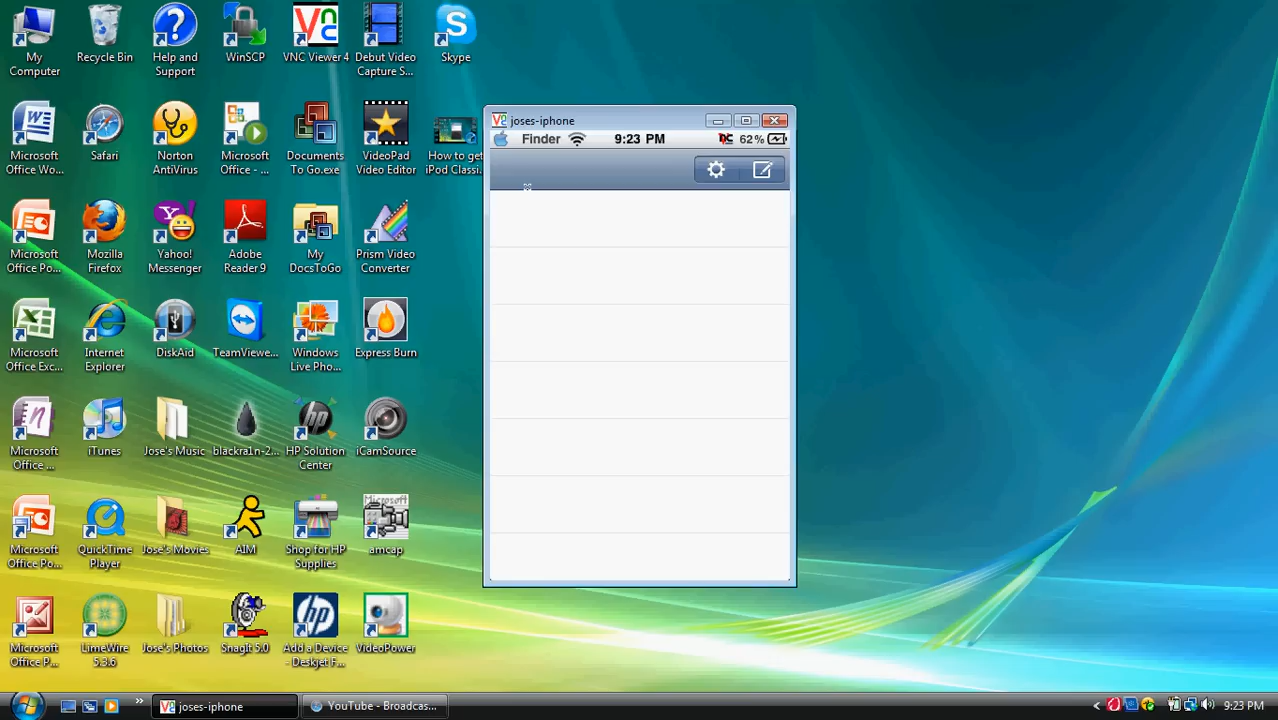 My Computer
Recycle Bin
Help and Support
WinSCP
VNC Viewer 4
Debut Video Capture S...
Skype
Microsoft Office Wo...
Safari
Norton AntiVirus
Microsoft Office - ...
Documents To Go.exe
VideoPad Video Editor
How to get iPod Classi...
Microsoft Office Po...
Mozilla Firefox
Yahoo! Messenger
Adobe Reader 9
My DocsToGo
Prism Video Converter
Microsoft Office Exc...
Internet Explorer
DiskAid
TeamViewe...
Windows Live Pho...
Express Burn
Microsoft Office ...
iTunes
Jose's Music
blackra1n-2...
HP Solution Center
iCamSource
Microsoft Office Po...
QuickTime Player
Jose's Movies
AIM
Shop for HP Supplies
Microsoft
amcap
Microsoft Office P...
LimeWire 5.3.6
Jose's Photos
SnagIt 5.0
Add a Device - Deskjet F...
VideoPower
joses-iphone
Finder 9:23 PM 62%
joses-iphone
YouTube - Broadcas...
9:23 PM